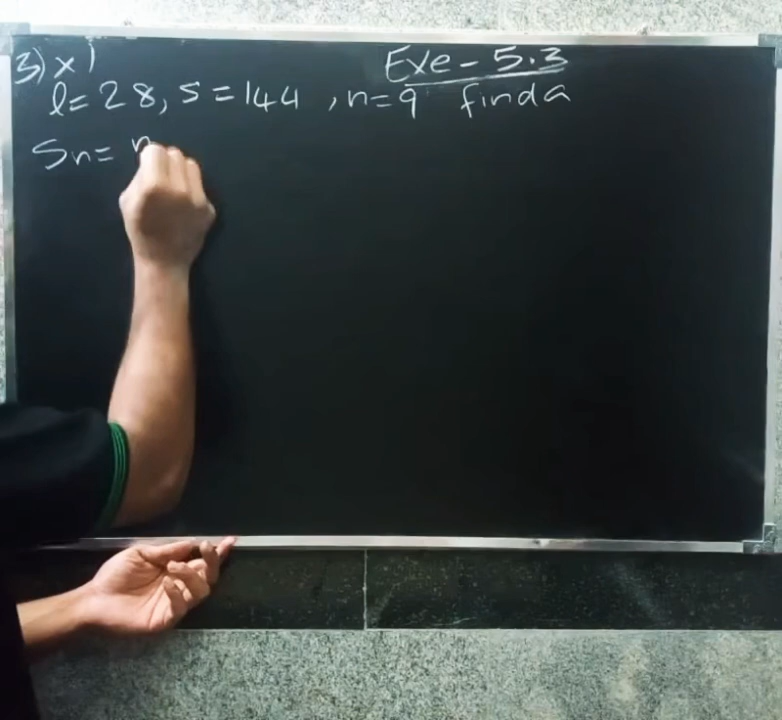 3) x)
Exe - 5.3
l = 28, S = 144, n = 9 find a
Sn = n